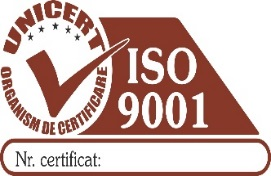 UNICERT
ORGANISM DE CERTIFICARE
ISO
9001
Nr. certificat: